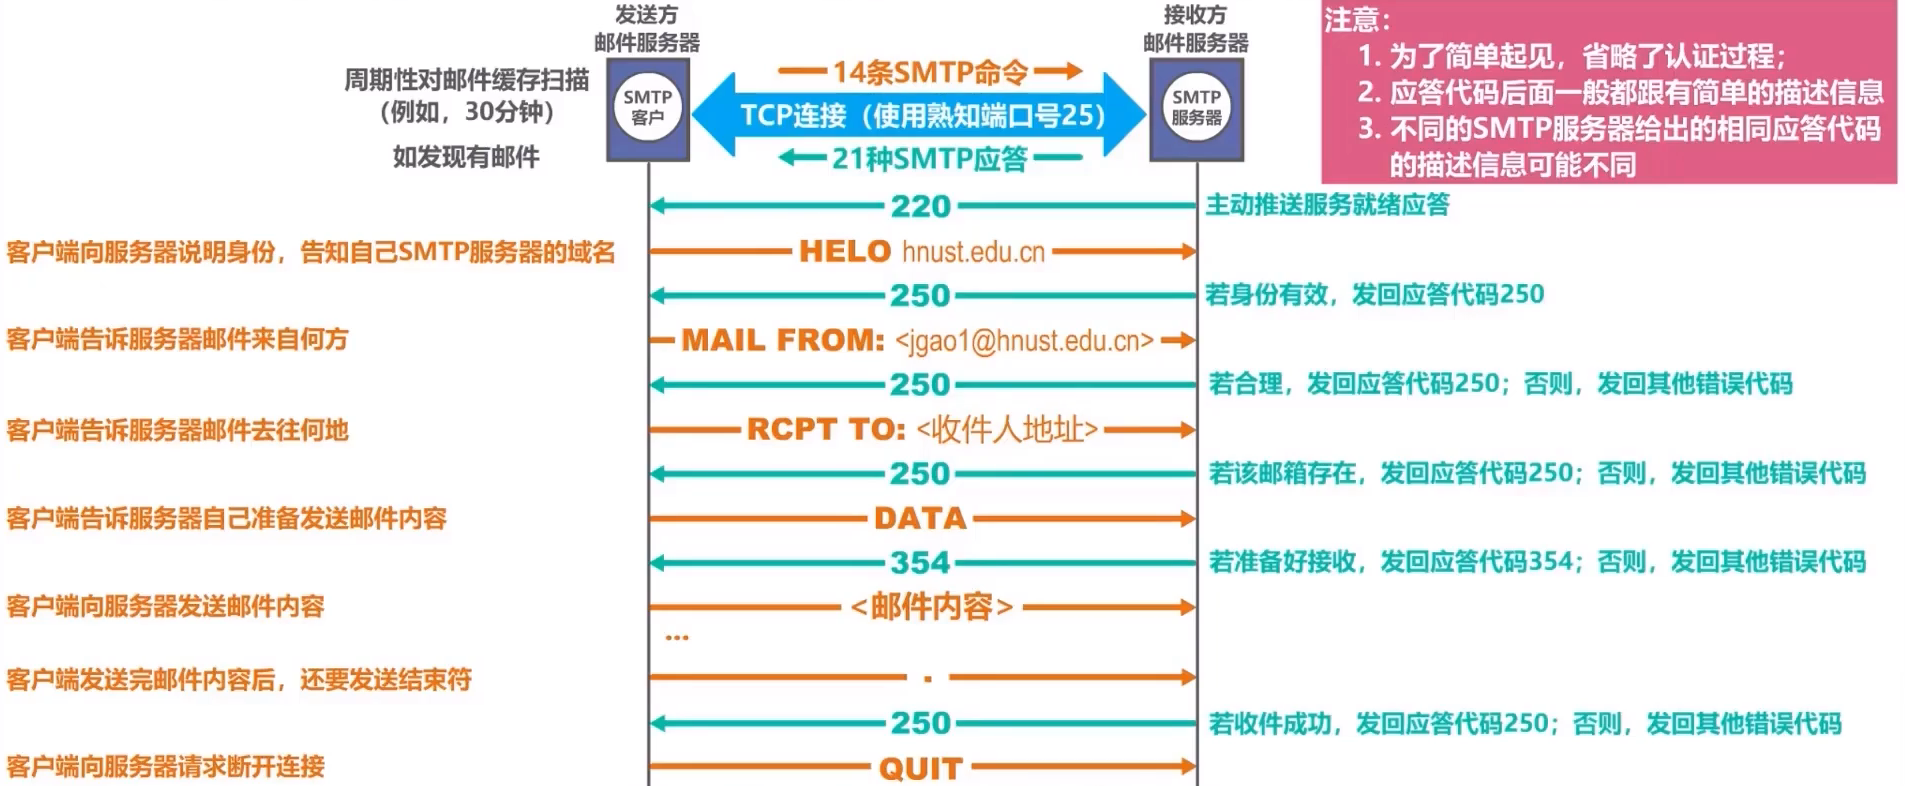 发送方
邮件服务器
接收方
邮件服务器
注意：
1. 为了简单起见，省略了认证过程；
2. 应答代码后面一般都跟有简单的描述信息
3. 不同的SMTP服务器给出的相同应答代码
的描述信息可能不同
周期性对邮件缓存扫描
（例如，30分钟）
如发现有邮件
SMTP
客户
14条SMTP命令
TCP连接（使用熟知端口号25）
21种SMTP应答
SMTP
服务器
220
主动推送服务就绪应答
客户端向服务器说明身份，告知自己SMTP服务器的域名
HELO hnust.edu.cn
250
若身份有效，发回应答代码250
客户端告诉服务器邮件来自何方
MAIL FROM: <jgao1@hnust.edu.cn>
250
若合理，发回应答代码250；否则，发回其他错误代码
客户端告诉服务器邮件去往何地
RCPT TO: <收件人地址>
250
若该邮箱存在，发回应答代码250；否则，发回其他错误代码
客户端告诉服务器自己准备发送邮件内容
DATA
354
若准备好接收，发回应答代码354；否则，发回其他错误代码
客户端向服务器发送邮件内容
<邮件内容>
...
客户端发送完邮件内容后，还要发送结束符
.
250
若收件成功，发回应答代码250；否则，发回其他错误代码
客户端向服务器请求断开连接
QUIT